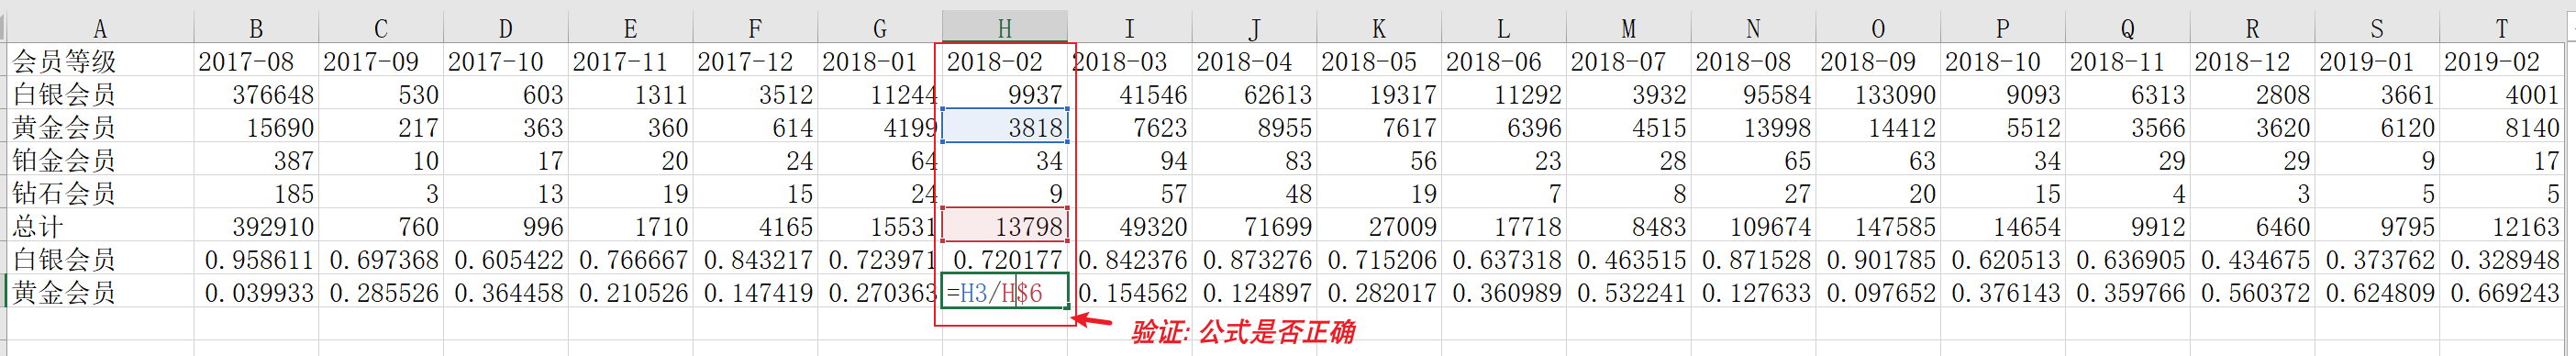 A B C D E F G H I J K L M N O P Q R S T
会员等级 2017-08 2017-09 2017-10 2017-11 2017-12 2018-01 2018-02 2018-03 2018-04 2018-05 2018-06 2018-07 2018-08 2018-09 2018-10 2018-11 2018-12 2019-01 2019-02
白银会员 376648 530 603 1311 3512 11244 9937 41546 62613 19317 11292 3932 95584 133090 9093 6313 2808 3661 4001
黄金会员 15690 217 363 360 614 4199 3818 7623 8955 7617 6396 4515 13998 14412 5512 3566 3620 6120 8140
铂金会员 387 10 17 20 24 64 34 94 83 56 23 28 65 63 34 29 29 9 17
钻石会员 185 3 13 19 15 24 9 57 48 19 7 8 27 20 15 4 3 5 5
总计 392910 760 996 1710 4165 15531 13798 49320 71699 27009 17718 8483 109674 147585 14654 9912 6460 9795 12163
白银会员 0.958611 0.697368 0.605422 0.766667 0.843217 0.723971 0.720177 0.842376 0.873276 0.715206 0.637318 0.463515 0.871528 0.901785 0.620513 0.636905 0.434675 0.373762 0.328948
黄金会员 0.039933 0.285526 0.364458 0.210526 0.147419 0.270363 =H3/H$6 0.154562 0.124897 0.282017 0.360989 0.532241 0.127633 0.097652 0.376143 0.359766 0.560372 0.624809 0.669243
验证: 公式是否正确